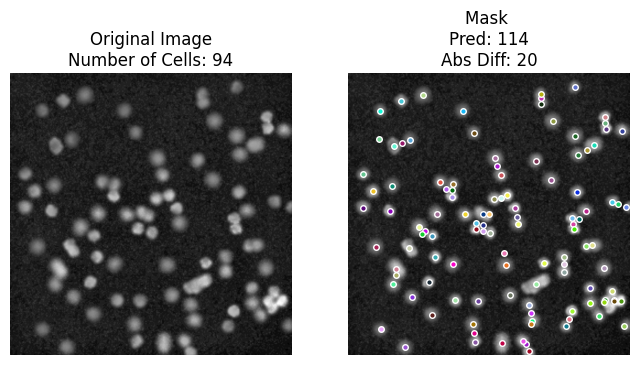 Original Image
Number of Cells: 94
Mask
Pred: 114
Abs Diff: 20